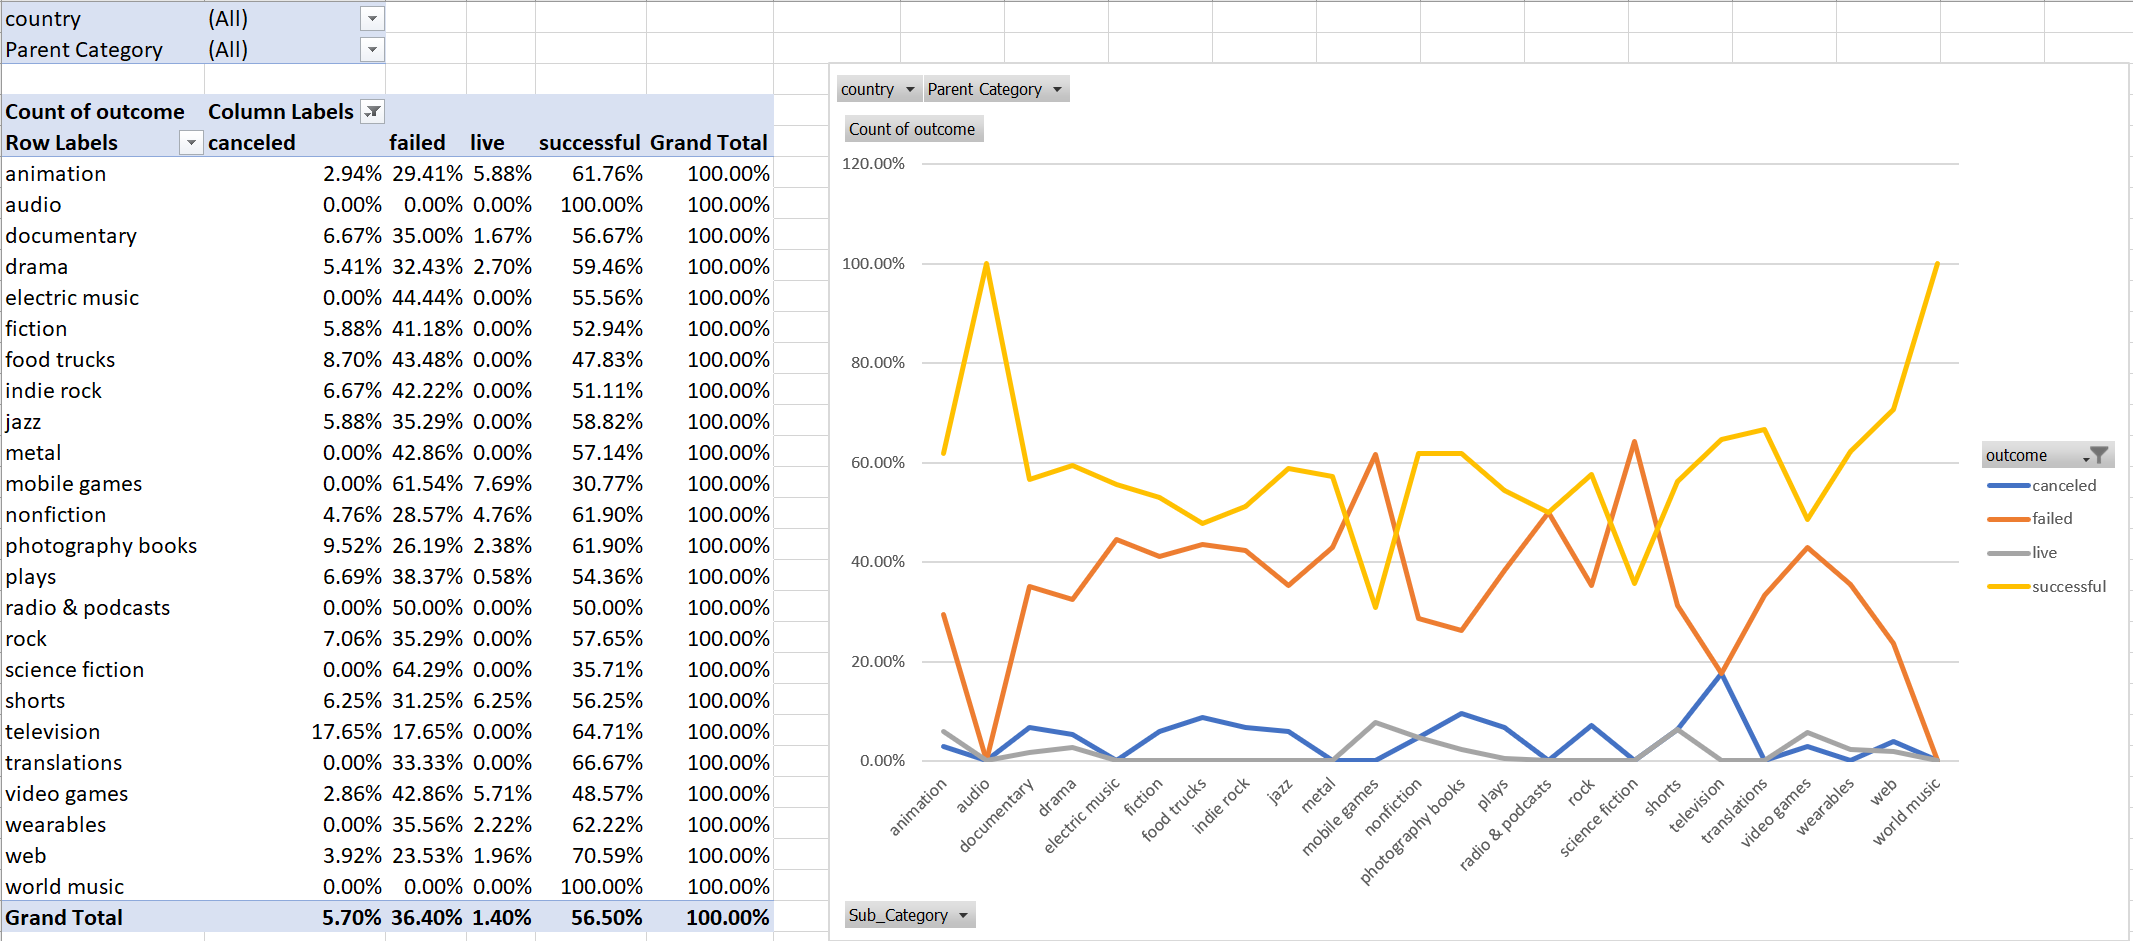 country (All)
Parent Category (All)
Count of outcome Column Labels
Row Labels canceled failed live successful Grand Total
animation 2.94% 29.41% 5.88% 61.76% 100.00%
audio 0.00% 0.00% 0.00% 100.00% 100.00%
documentary 6.67% 35.00% 1.67% 56.67% 100.00%
drama 5.41% 32.43% 2.70% 59.46% 100.00%
electric music 0.00% 44.44% 0.00% 55.56% 100.00%
fiction 5.88% 41.18% 0.00% 52.94% 100.00%
food trucks 8.70% 43.48% 0.00% 47.83% 100.00%
indie rock 6.67% 42.22% 0.00% 51.11% 100.00%
jazz 5.88% 35.29% 0.00% 58.82% 100.00%
metal 0.00% 42.86% 0.00% 57.14% 100.00%
mobile games 0.00% 61.54% 7.69% 30.77% 100.00%
nonfiction 4.76% 28.57% 4.76% 61.90% 100.00%
photography books 9.52% 26.19% 2.38% 61.90% 100.00%
plays 6.69% 38.37% 0.58% 54.36% 100.00%
radio & podcasts 0.00% 50.00% 0.00% 50.00% 100.00%
rock 7.06% 35.29% 0.00% 57.65% 100.00%
science fiction 0.00% 64.29% 0.00% 35.71% 100.00%
shorts 6.25% 31.25% 6.25% 56.25% 100.00%
television 17.65% 17.65% 0.00% 64.71% 100.00%
translations 0.00% 33.33% 0.00% 66.67% 100.00%
video games 2.86% 42.86% 5.71% 48.57% 100.00%
wearables 0.00% 35.56% 2.22% 62.22% 100.00%
web 3.92% 23.53% 1.96% 70.59% 100.00%
world music 0.00% 0.00% 0.00% 100.00% 100.00%
Grand Total 5.70% 36.40% 1.40% 56.50% 100.00%
country Parent Category
Count of outcome
120.00%
100.00%
80.00%
60.00%
40.00%
20.00%
0.00%
animation
audio
documentary
drama
electric music
fiction
food trucks
indie rock
jazz
metal
mobile games
nonfiction
photography books
plays
radio & podcasts
rock
science fiction
shorts
television
translations
video games
wearables
web
world music
outcome
canceled
failed
live
successful
Sub_Category